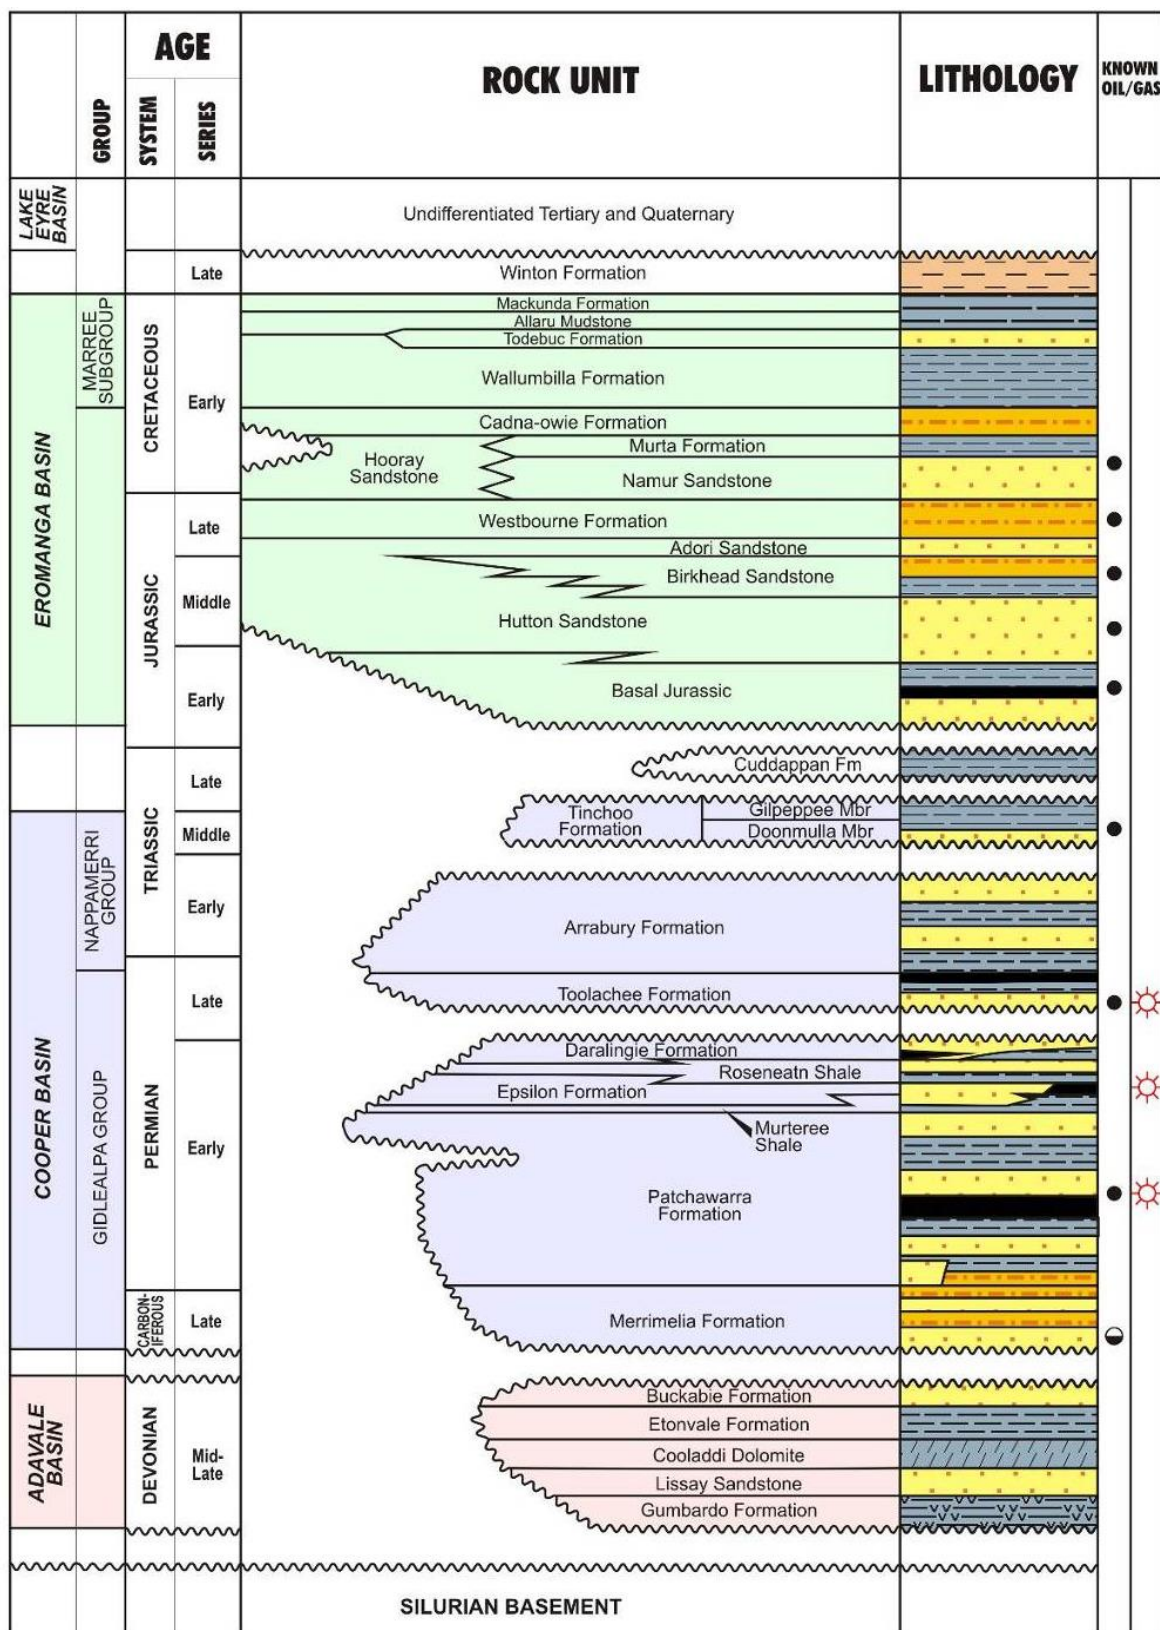 AGE
ROCK UNIT
LITHOLOGY
KNOWN
OIL/GAS
GROUP
SYSTEM
SERIES
LAKE
EYRE
BASIN
Undifferentiated Tertiary and Quaternary
Late
Winton Formation
EROMANGA BASIN
MARREE
SUBGROUP
CRETACEOUS
Early
Mackunda Formation
Allaru Mudstone
Todebuc Formation
Wallumbilla Formation
Cadna-owie Formation
Hooray
Sandstone
Murta Formation
Namur Sandstone
JURASSIC
Late
Westbourne Formation
Adori Sandstone
Middle
Birkhead Sandstone
Hutton Sandstone
Early
Basal Jurassic
TRIASSIC
Late
Cuddappan Fm
COOPER BASIN
NAPPAMERRI
GROUP
Middle
Tinchoo
Formation
Gilpeppee Mbr
Doonmulla Mbr
Early
Arrabury Formation
GIDLEALPA GROUP
PERMIAN
Late
Toolachee Formation
Early
Daralingie Formation
Roseneatn Shale
Epsilon Formation
Murteree
Shale
Patchawarra
Formation
CARBON-
IFEROUS
Late
Merrimelia Formation
ADAVALE
BASIN
DEVONIAN
Mid-
Late
Buckabie Formation
Etonvale Formation
Cooladdi Dolomite
Lissay Sandstone
Gumbardo Formation
SILURIAN BASEMENT